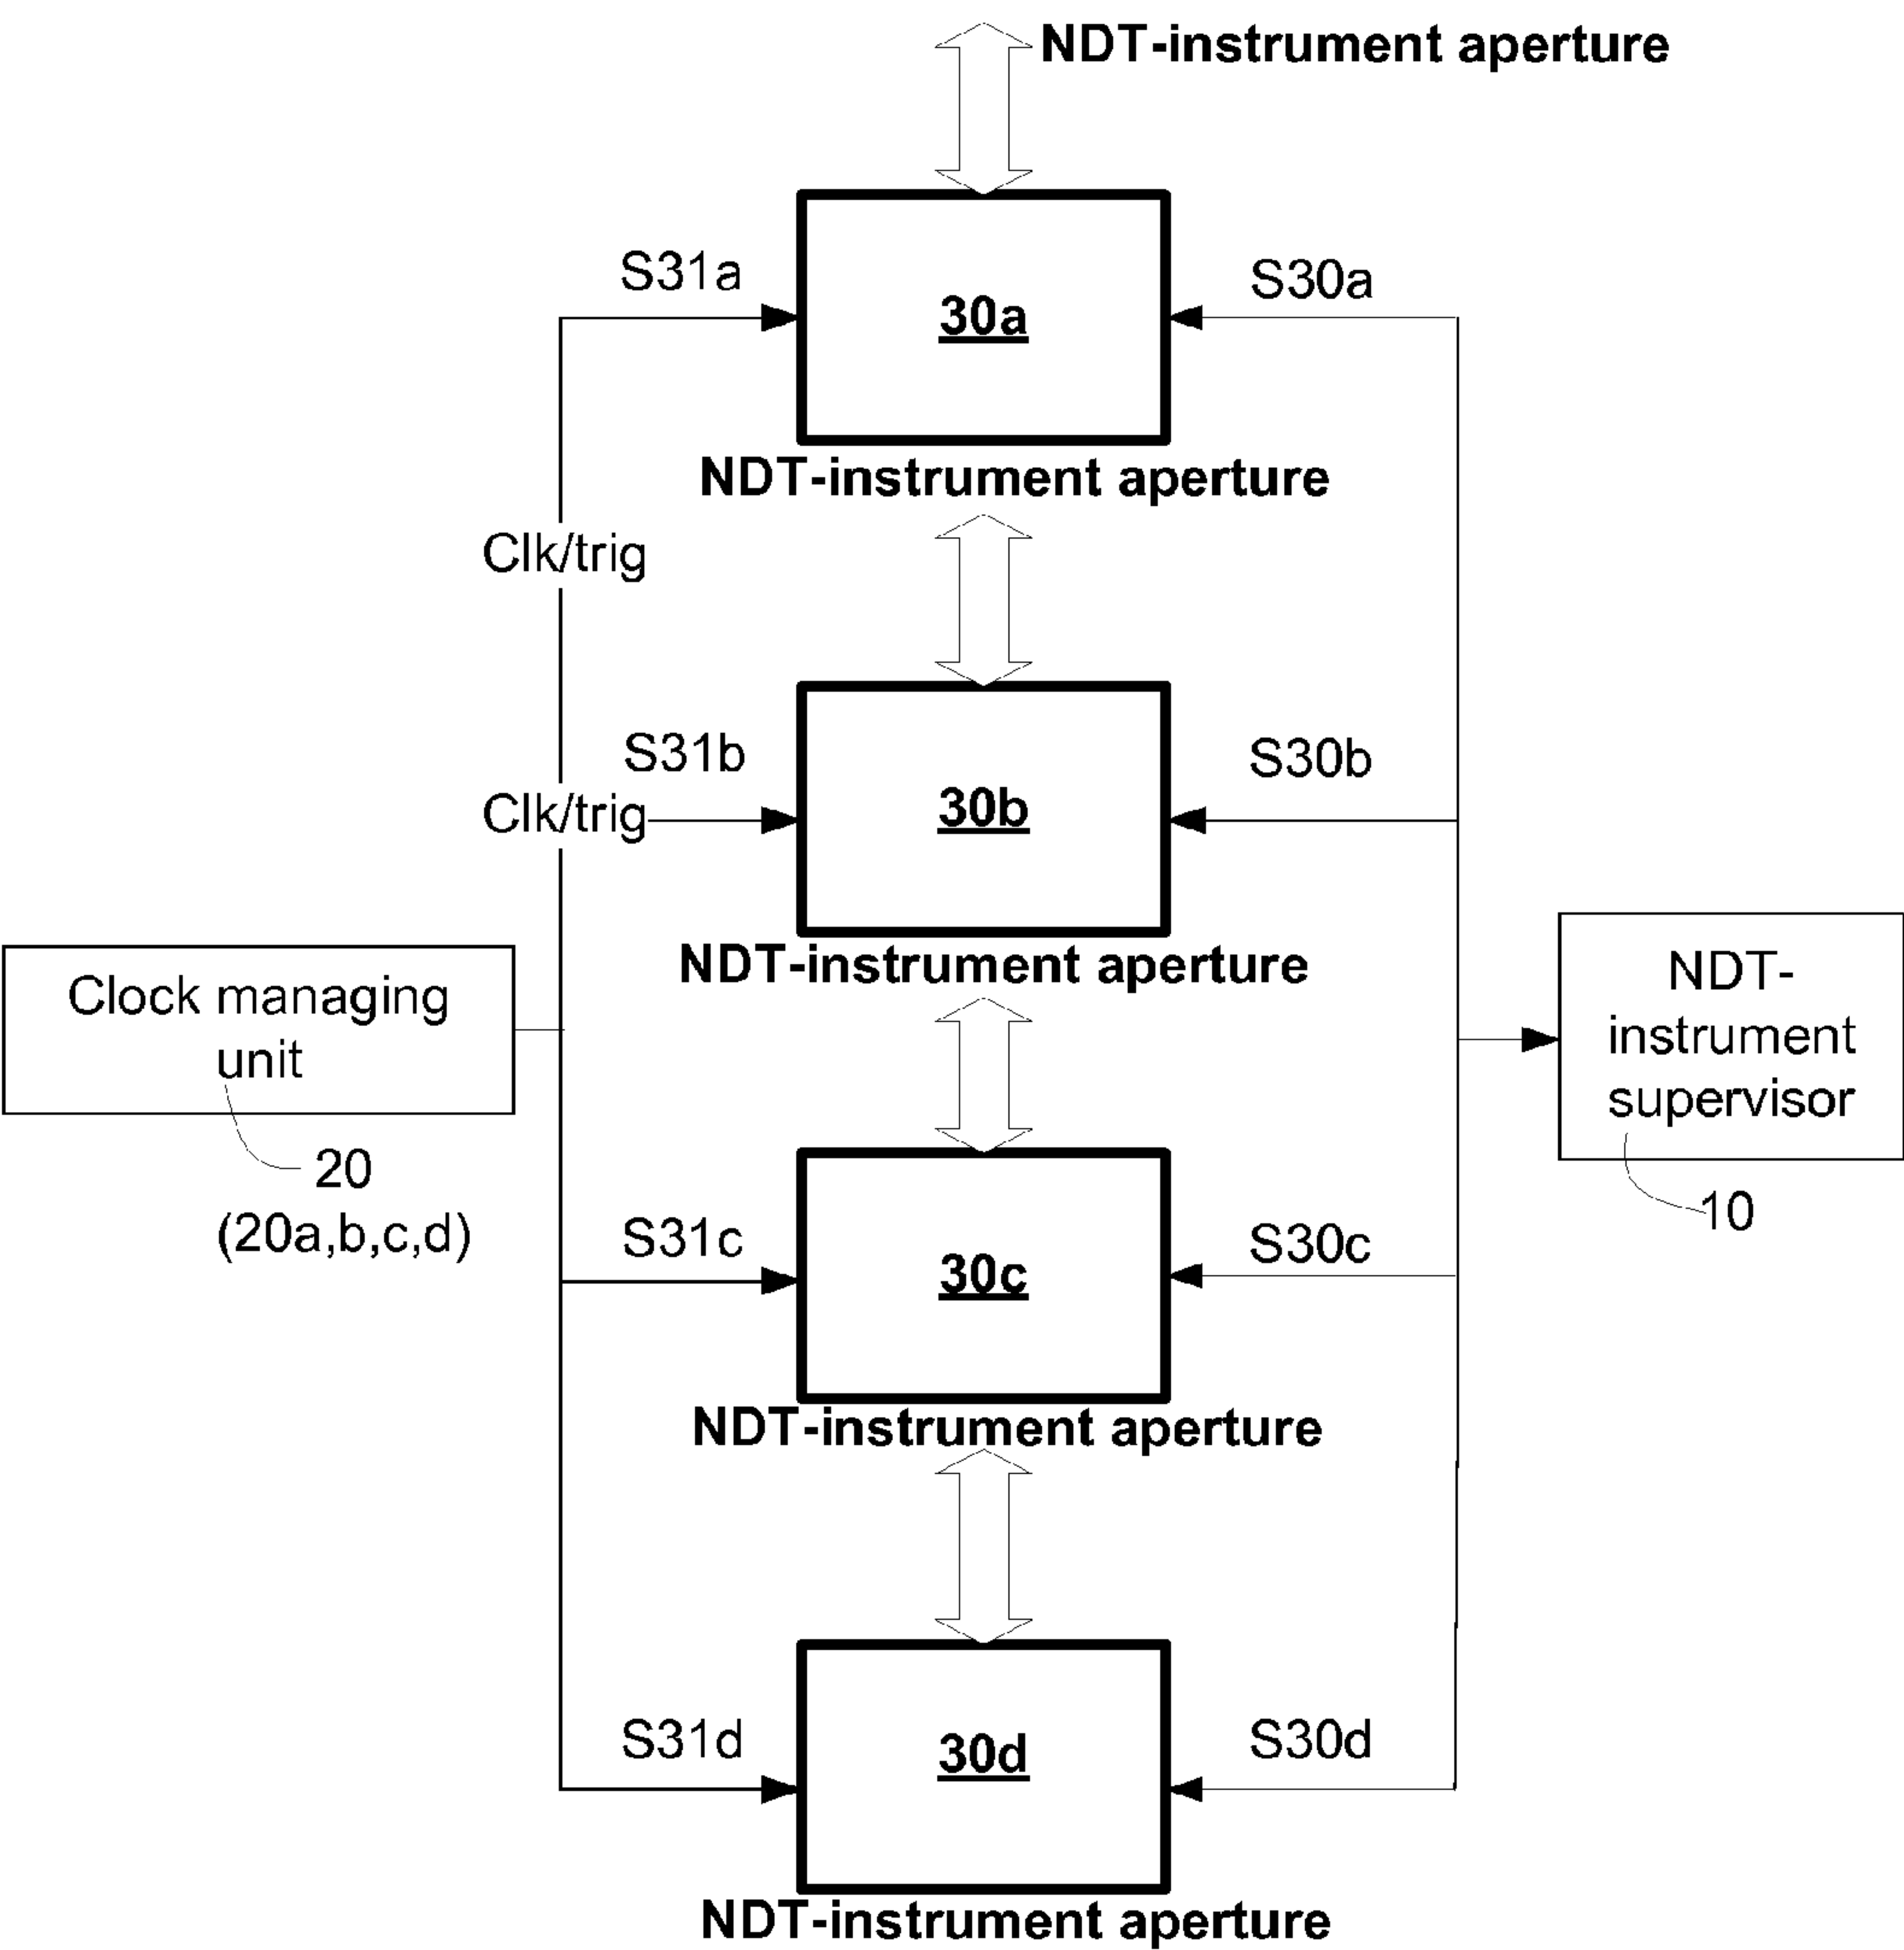 NDT-instrument aperture
S31a
30a
S30a
NDT-instrument aperture
Clk/trig
S31b
30b
S30b
Clk/trig
NDT-instrument aperture
Clock managing
unit
20
(20a,b,c,d)
NDT-
instrument
supervisor
10
S31c
30c
S30c
NDT-instrument aperture
S31d
30d
S30d
NDT-instrument aperture